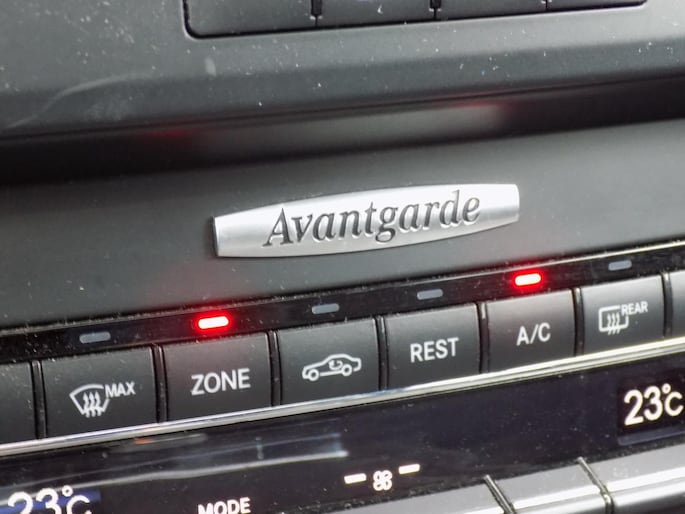 Avantgarde
MAX
ZONE
REST
A/C
REAR
23°C
23°C
MODE